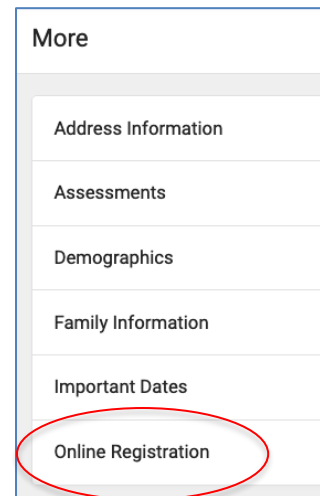 More
Address Information
Assessments
Demographics
Family Information
Important Dates
Online Registration